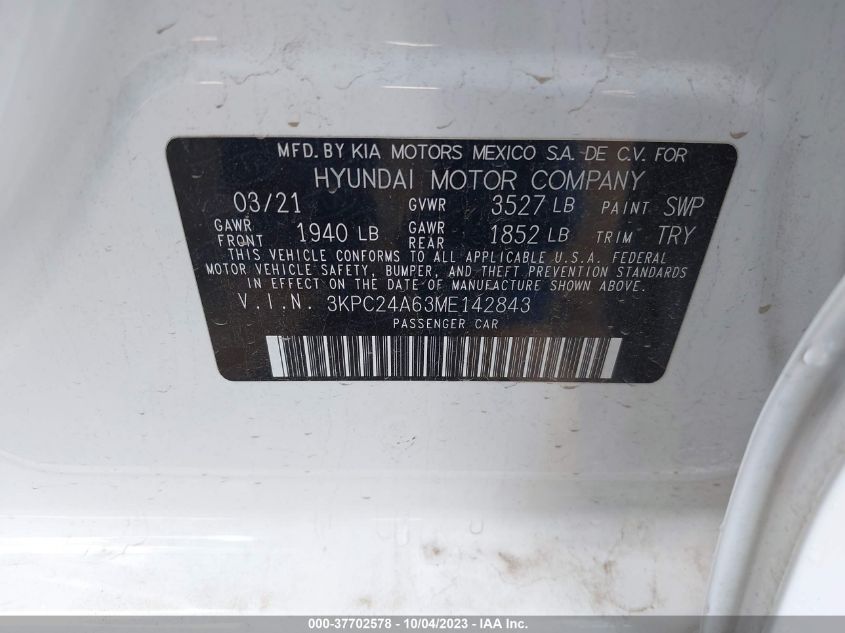 MFD. BY KIA MOTORS MEXICO S.A. DE C.V. FOR
HYUNDAI MOTOR COMPANY
03/21 GVWR 3527 LB PAINT SWP
GAWR FRONT 1940 LB GAWR REAR 1852 LB TRIM TRY
THIS VEHICLE CONFORMS TO ALL APPLICABLE U.S.A. FEDERAL
MOTOR VEHICLE SAFETY, BUMPER, AND THEFT PREVENTION STANDARDS
IN EFFECT ON THE DATE OF MANUFACTURE SHOWN ABOVE.
V.I.N. 3KPC24A63ME142843
PASSENGER CAR
000-37702578 - 10/04/2023 - IAA Inc.